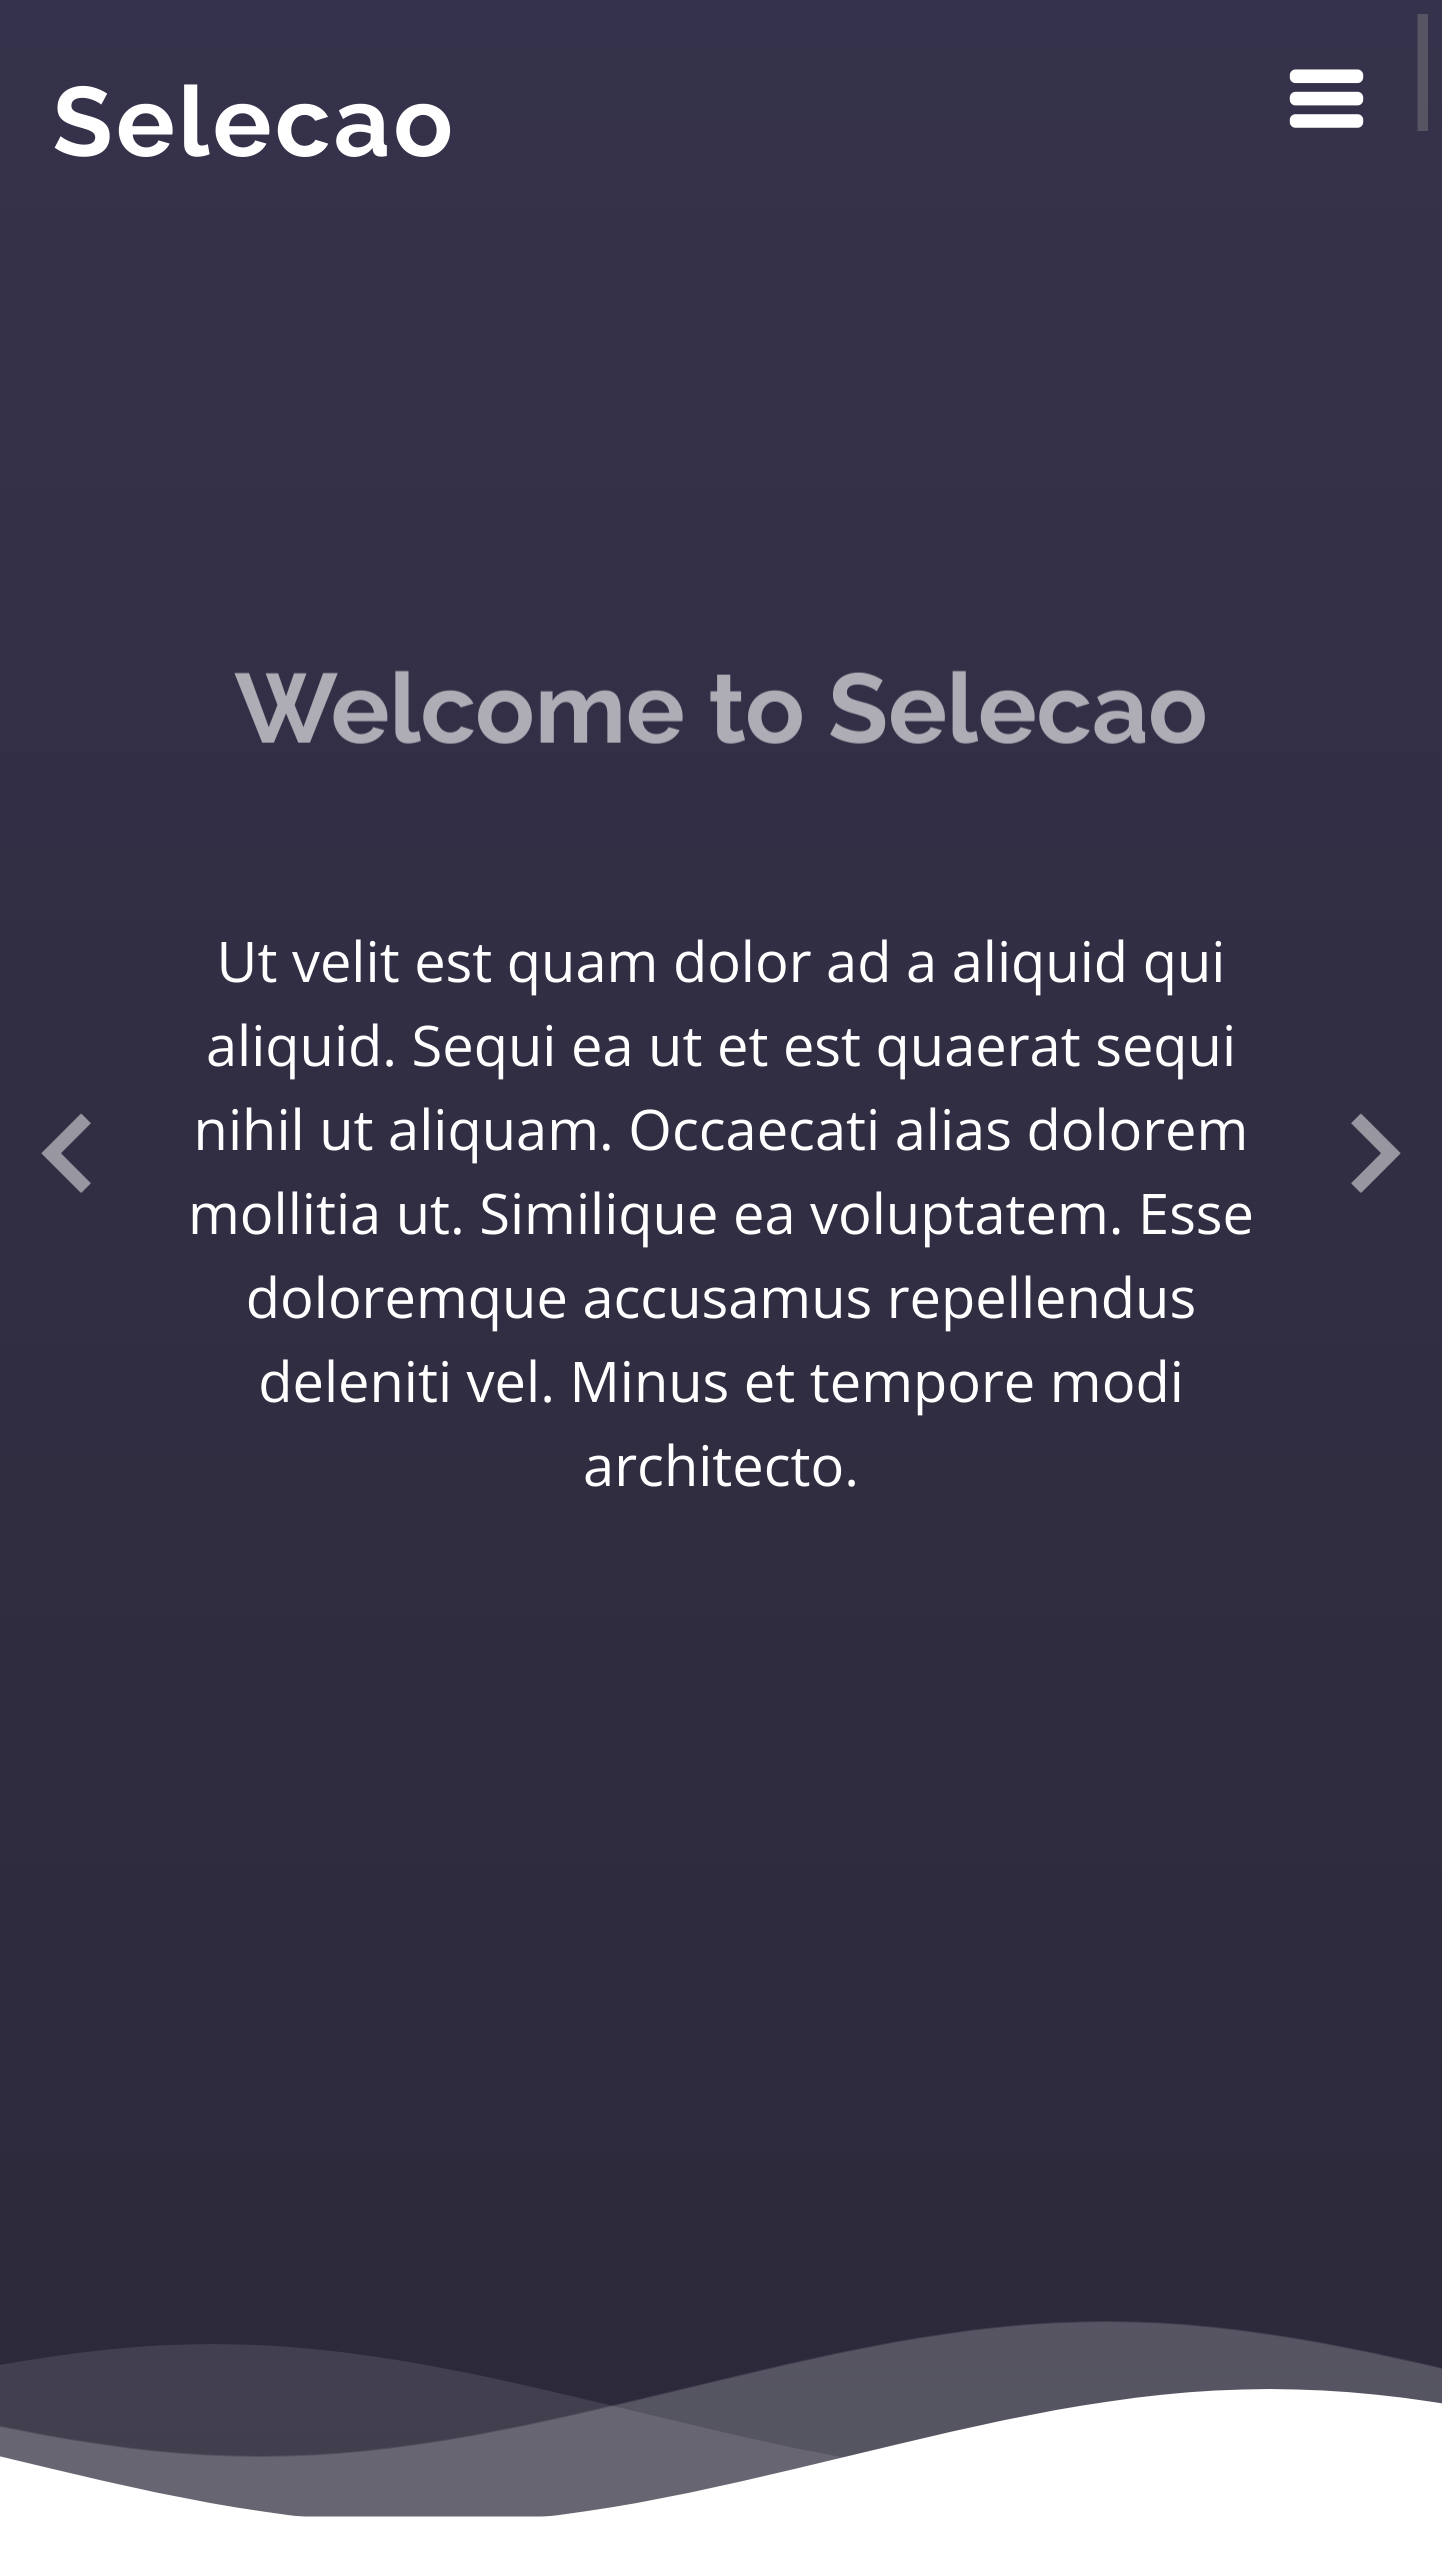 Selecao
Welcome to Selecao
Ut velit est quam dolor ad a aliquid qui
aliquid. Sequi ea ut et est quaerat sequi
nihil ut aliquam. Occaecati alias dolorem
mollitia ut. Similique ea voluptatem. Esse
doloremque accusamus repellendus
deleniti vel. Minus et tempore modi
architecto.